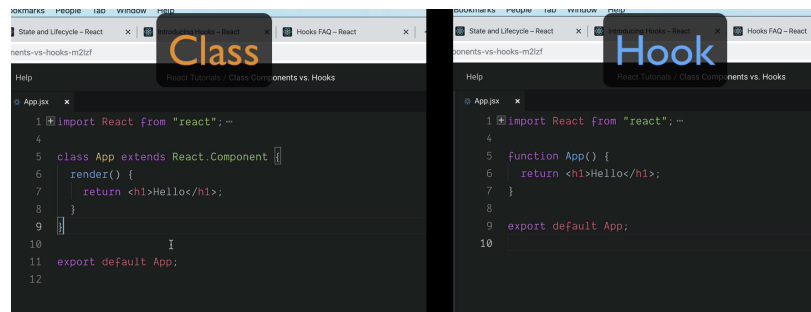 ookmarks People Tab Window Help
State and Lifecycle – React × Introducing Hooks – React × Hooks FAQ – React ×
nents-vs-hooks-m2lzf
Class
Help React Tutorials / Class Components vs. Hooks
App.jsx ×
1 import React from "react";…
4
5 class App extends React.Component {
6 render() {
7 return <h1>Hello</h1>;
8 }
9 }
10
11 export default App;
12
Bookmarks People Tab Window Help
State and Lifecycle – React × Introducing Hooks – React × Hooks FAQ – React
ponents-vs-hooks-m2lzf
Hook
Help React Tutorials / Class Components vs. Hooks
App.jsx ×
1 import React from "react";…
4
5 function App() {
6 return <h1>Hello</h1>;
7 }
8
9 export default App;
10